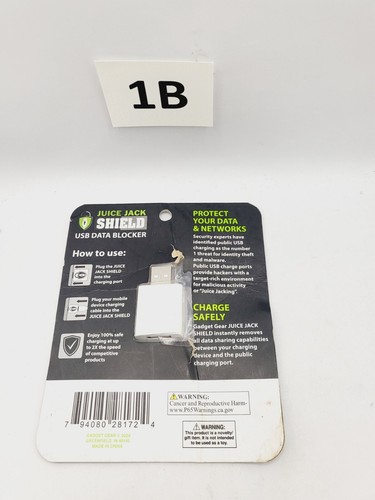 1B
JUICE JACK
SHIELD
USB DATA BLOCKER
How to use:
Plug the JUICE
JACK SHIELD
into the
charging port
Plug your mobile
device charging
cable into the
JUICE JACK SHIELD
Enjoy 100% safe
charging at up
to 2X the speed
of competitive
products
PROTECT
YOUR DATA
& NETWORKS
Security experts have
identified public USB
charging as the number
1 threat for identity theft
and malware.
Public USB charge ports
provide hackers with a
target-rich environment
for malicious activity
or "Juice Jacking".
CHARGE
SAFELY
Gadget Gear JUICE JACK
SHIELD instantly removes
all data sharing capabilities
between your charging
device and the public
charging port.
7 94080 28172 4
MADE IN CHINA
WARNING:
Cancer and Reproductive Harm-
www.P65Warnings.ca.gov
WARNING:
This product is a novelty/
gift item. It is not intended
to be used as a toy.